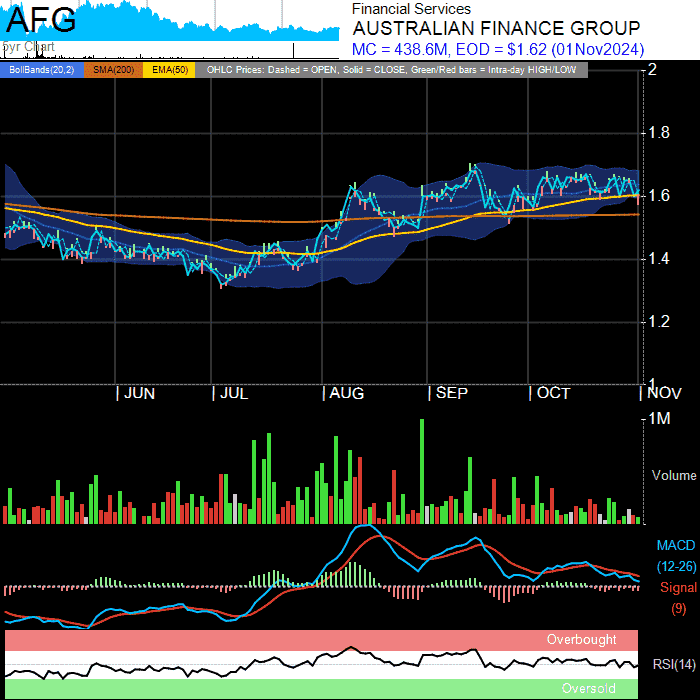 AFG
5yr Chart
Financial Services
AUSTRALIAN FINANCE GROUP
MC = 438.6M, EOD = $1.62 (01Nov2024)
BollBands(20,2) SMA(200) EMA(50) OHLC Prices: Dashed = OPEN, Solid = CLOSE, Green/Red bars = Intra-day HIGH/LOW
2
1.8
1.6
1.4
1.2
1
JUN JUL AUG SEP OCT NOV
1M
Volume
MACD
(12-26)
Signal
(9)
Overbought
RSI(14)
Oversold